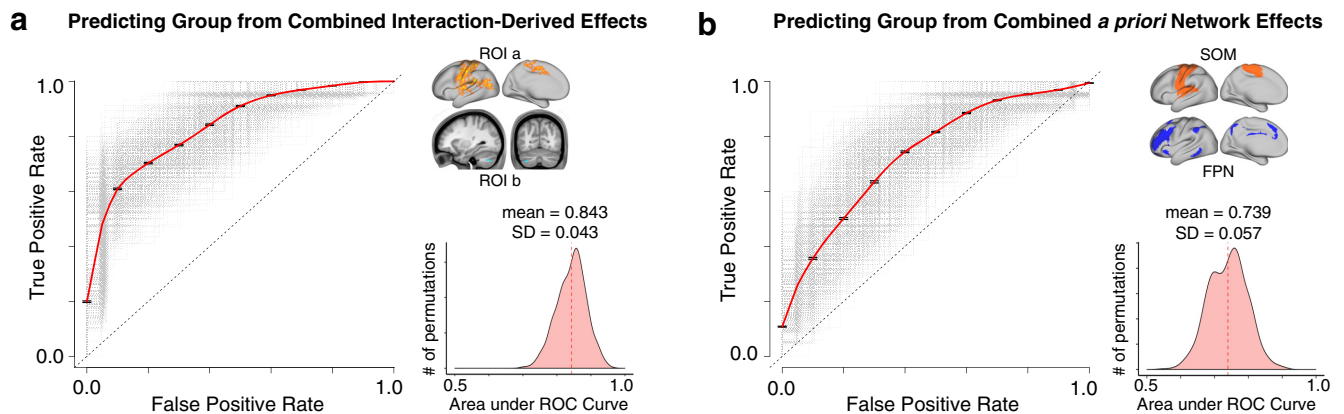 a
Predicting Group from Combined Interaction-Derived Effects
True Positive Rate
1.0
0.0
0.0
1.0
False Positive Rate
ROI a
ROI b
mean = 0.843
SD = 0.043
# of permutations
0.5
1.0
Area under ROC Curve
b
Predicting Group from Combined a priori Network Effects
True Positive Rate
1.0
0.0
0.0
1.0
False Positive Rate
SOM
FPN
mean = 0.739
SD = 0.057
# of permutations
0.5
1.0
Area under ROC Curve